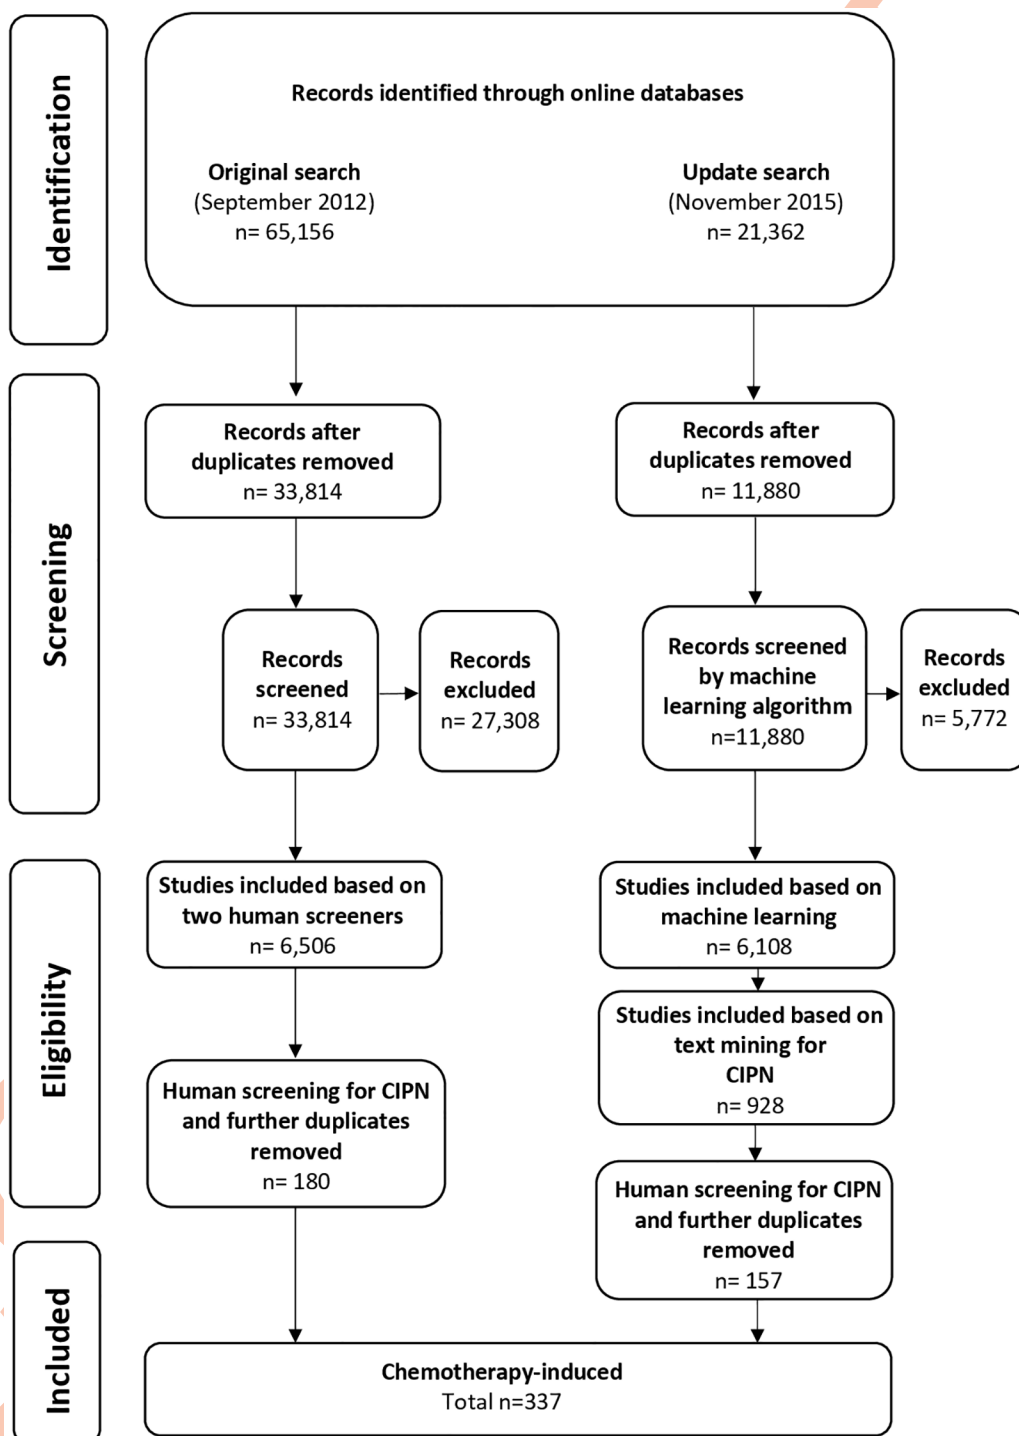 Identification
Records identified through online databases
Original search
(September 2012)
n= 65,156
Update search
(November 2015)
n= 21,362
Screening
Records after
duplicates removed
n= 33,814
Records after
duplicates removed
n= 11,880
Records
screened
n= 33,814
Records
excluded
n= 27,308
Records screened
by machine
learning algorithm
n=11,880
Records
excluded
n= 5,772
Eligibility
Studies included based on
two human screeners
n= 6,506
Studies included based on
machine learning
n= 6,108
Studies included based on
text mining for
CIPN
n= 928
Human screening for CIPN
and further duplicates
removed
n= 180
Human screening for CIPN
and further duplicates
removed
n= 157
Included
Chemotherapy-induced
Total n=337